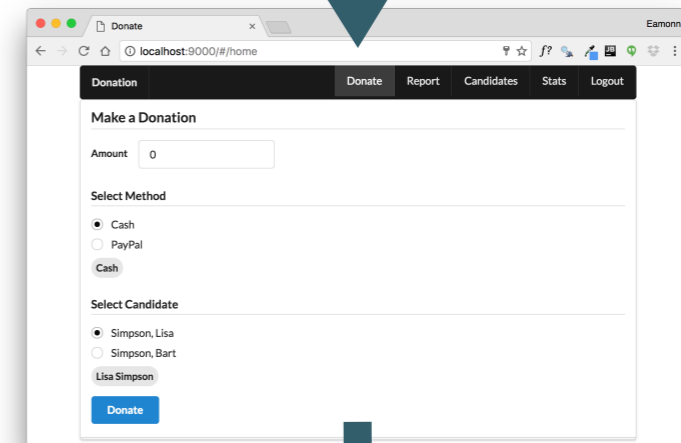 Donate
Eamonn
localhost:9000/#/home
f?
Donation Donate Report Candidates Stats Logout
Make a Donation
Amount 0
Select Method
Cash
PayPal
Cash
Select Candidate
Simpson, Lisa
Simpson, Bart
Lisa Simpson
Donate